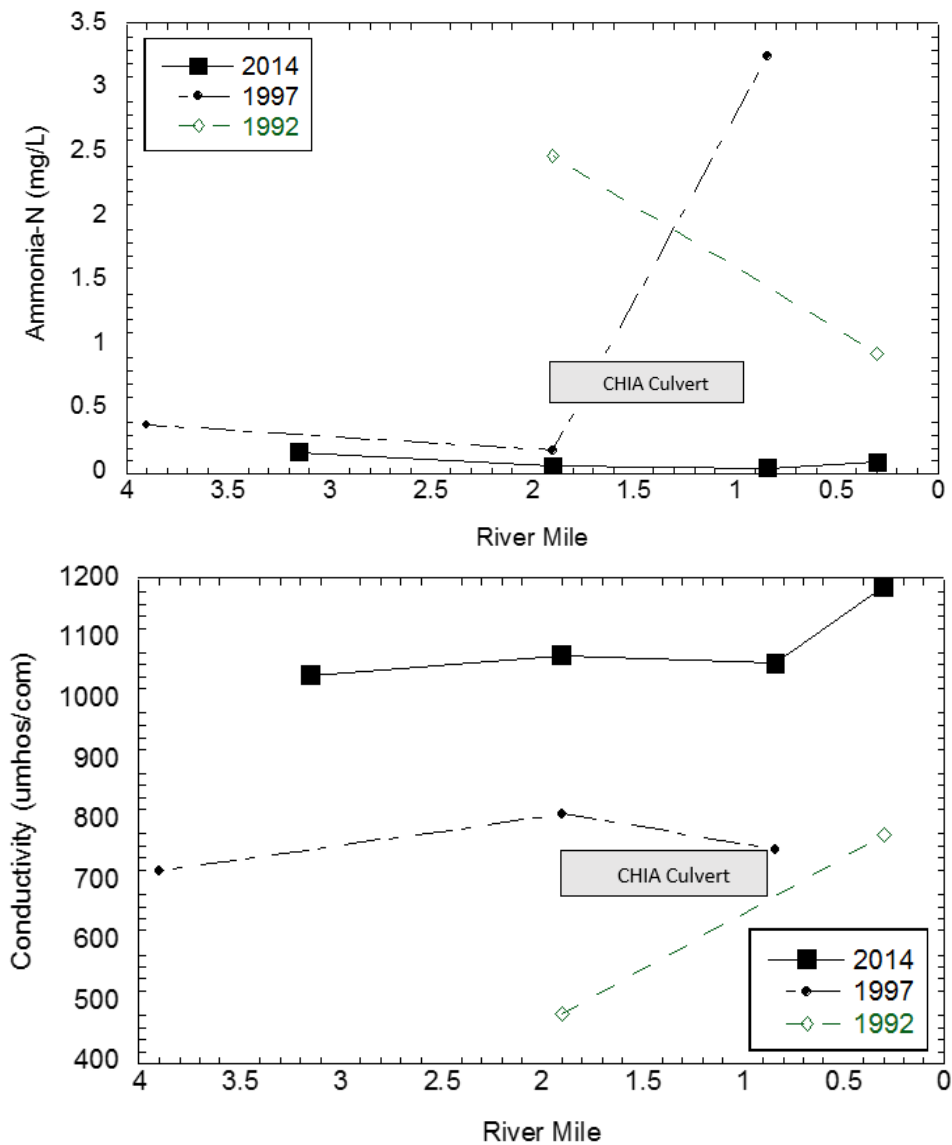 3.5
3
2.5
2
1.5
1
0.5
0
Ammonia-N (mg/L)
2014
1997
1992
CHIA Culvert
4 3.5 3 2.5 2 1.5 1 0.5 0
River Mile
1200
1100
1000
900
800
700
600
500
400
Conductivity (umhos/com)
CHIA Culvert
2014
1997
1992
4 3.5 3 2.5 2 1.5 1 0.5 0
River Mile